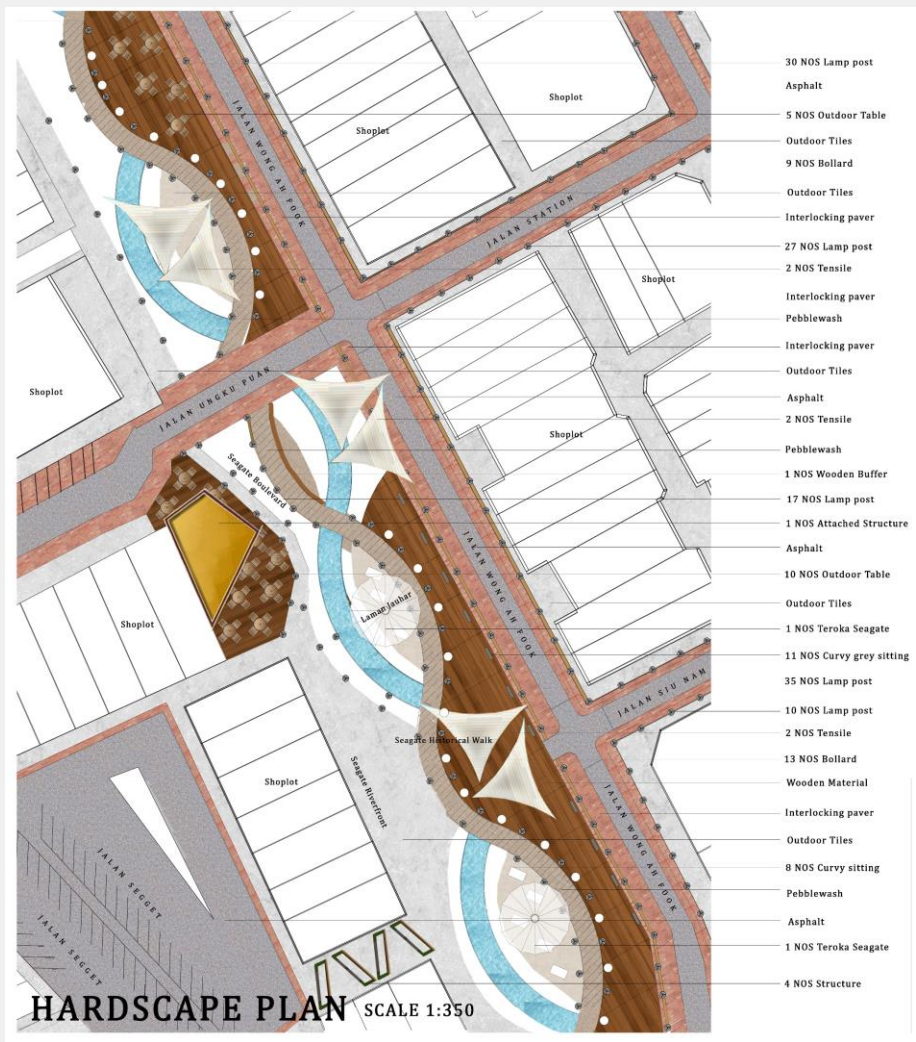 JALAN WONG AH FOOK
Shoplot
Shoplot
JALAN STATION
Shoplot
Shoplot
JALAN UNGKU PUAN
Shoplot
Seagate Boulevard
JALAN WONG AH FOOK
Laman Jauhar
Shoplot
JALAN SIU NAM
Seagate Historical Walk
Seagate Riverfront
Shoplot
JALAN WONG AH FOOK
JALAN SEGGET
JALAN SEGGET
30 NOS Lamp post
Asphalt
5 NOS Outdoor Table
Outdoor Tiles
9 NOS Bollard
Outdoor Tiles
Interlocking paver
27 NOS Lamp post
2 NOS Tensile
Interlocking paver
Pebblewash
Interlocking paver
Outdoor Tiles
Asphalt
2 NOS Tensile
Pebblewash
1 NOS Wooden Buffer
17 NOS Lamp post
1 NOS Attached Structure
Asphalt
10 NOS Outdoor Table
Outdoor Tiles
1 NOS Teroka Seagate
11 NOS Curvy grey sitting
35 NOS Lamp post
10 NOS Lamp post
2 NOS Tensile
13 NOS Bollard
Wooden Material
Interlocking paver
Outdoor Tiles
8 NOS Curvy sitting
Pebblewash
Asphalt
1 NOS Teroka Seagate
4 NOS Structure
HARDSCAPE PLAN SCALE 1:350